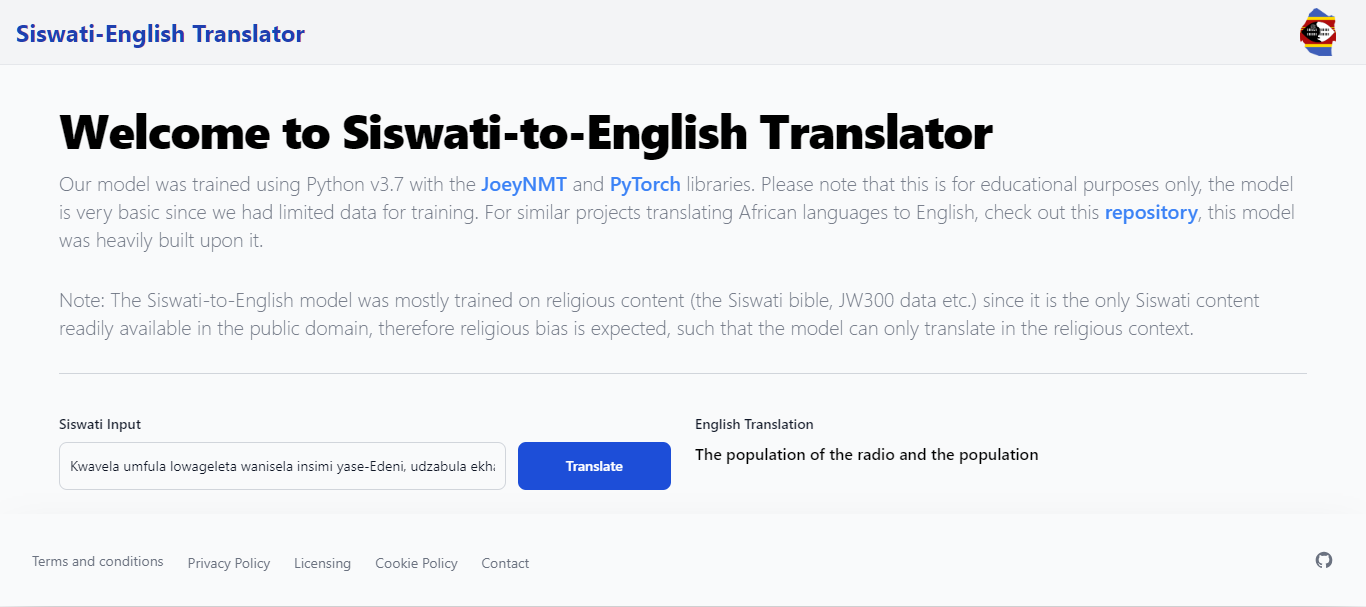 Siswati-English Translator
Welcome to Siswati-to-English Translator
Our model was trained using Python v3.7 with the JoeyNMT and PyTorch libraries. Please note that this is for educational purposes only, the model
is very basic since we had limited data for training. For similar projects translating African languages to English, check out this repository, this model
was heavily built upon it.
Note: The Siswati-to-English model was mostly trained on religious content (the Siswati bible, JW300 data etc.) since it is the only Siswati content
readily available in the public domain, therefore religious bias is expected, such that the model can only translate in the religious context.
Siswati Input
Kwavela umfula lowageleta wanisela insimi yase-Edeni, udzabula
Translate
English Translation
The population of the radio and the population
Terms and conditions
Privacy Policy
Licensing
Cookie Policy
Contact